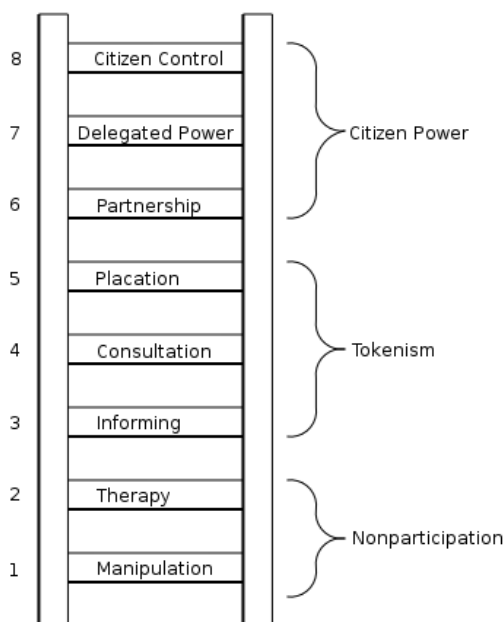 8 Citizen Control
7 Delegated Power Citizen Power
6 Partnership
5 Placation
4 Consultation Tokenism
3 Informing
2 Therapy
Nonparticipation
1 Manipulation